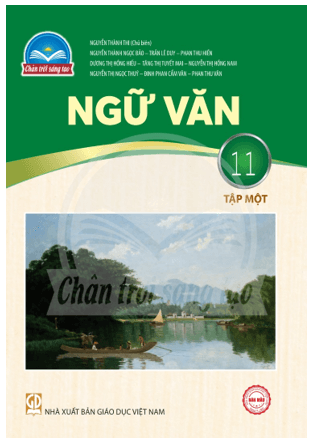 NGUYỄN THÀNH THI (Chủ biên)
NGUYỄN THÀNH NGỌC BẢO – TRẦN LÊ DUY – PHAN THU HIỀN
DƯƠNG THỊ HỒNG HIẾU – TĂNG THỊ TUYẾT MAI – NGUYỄN THỊ HỒNG NAM
NGUYỄN THỊ NGỌC THUÝ – ĐINH PHAN CẨM VÂN – PHAN THU VÂN
Chân trời sáng tạo
NGỮ VĂN
11
TẬP MỘT
Chân trời sáng tạo
BẢN MẪU
NHÀ XUẤT BẢN GIÁO DỤC VIỆT NAM